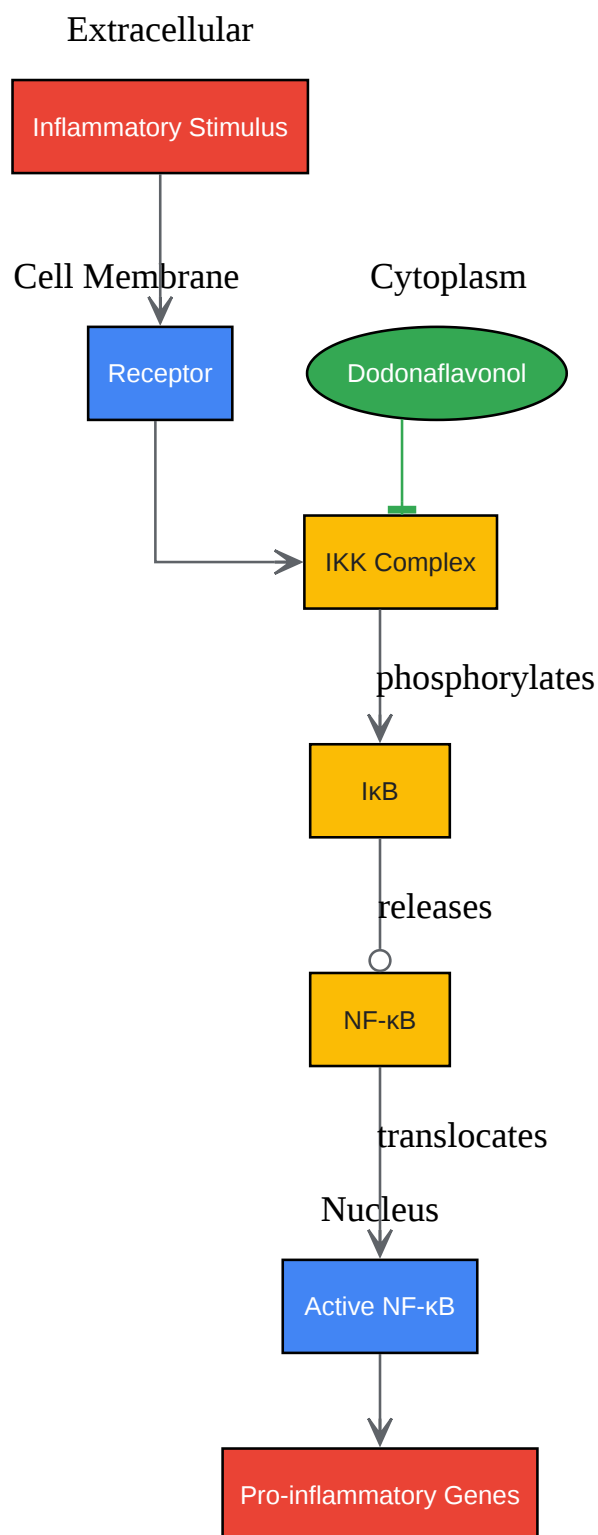 Extracellular
Inflammatory Stimulus
Cell Membrane
Cytoplasm
Receptor
Dodonaflavonol
IKK Complex
phosphorylates
IκB
releases
NF-κB
translocates
Nucleus
Active NF-κB
Pro-inflammatory Genes